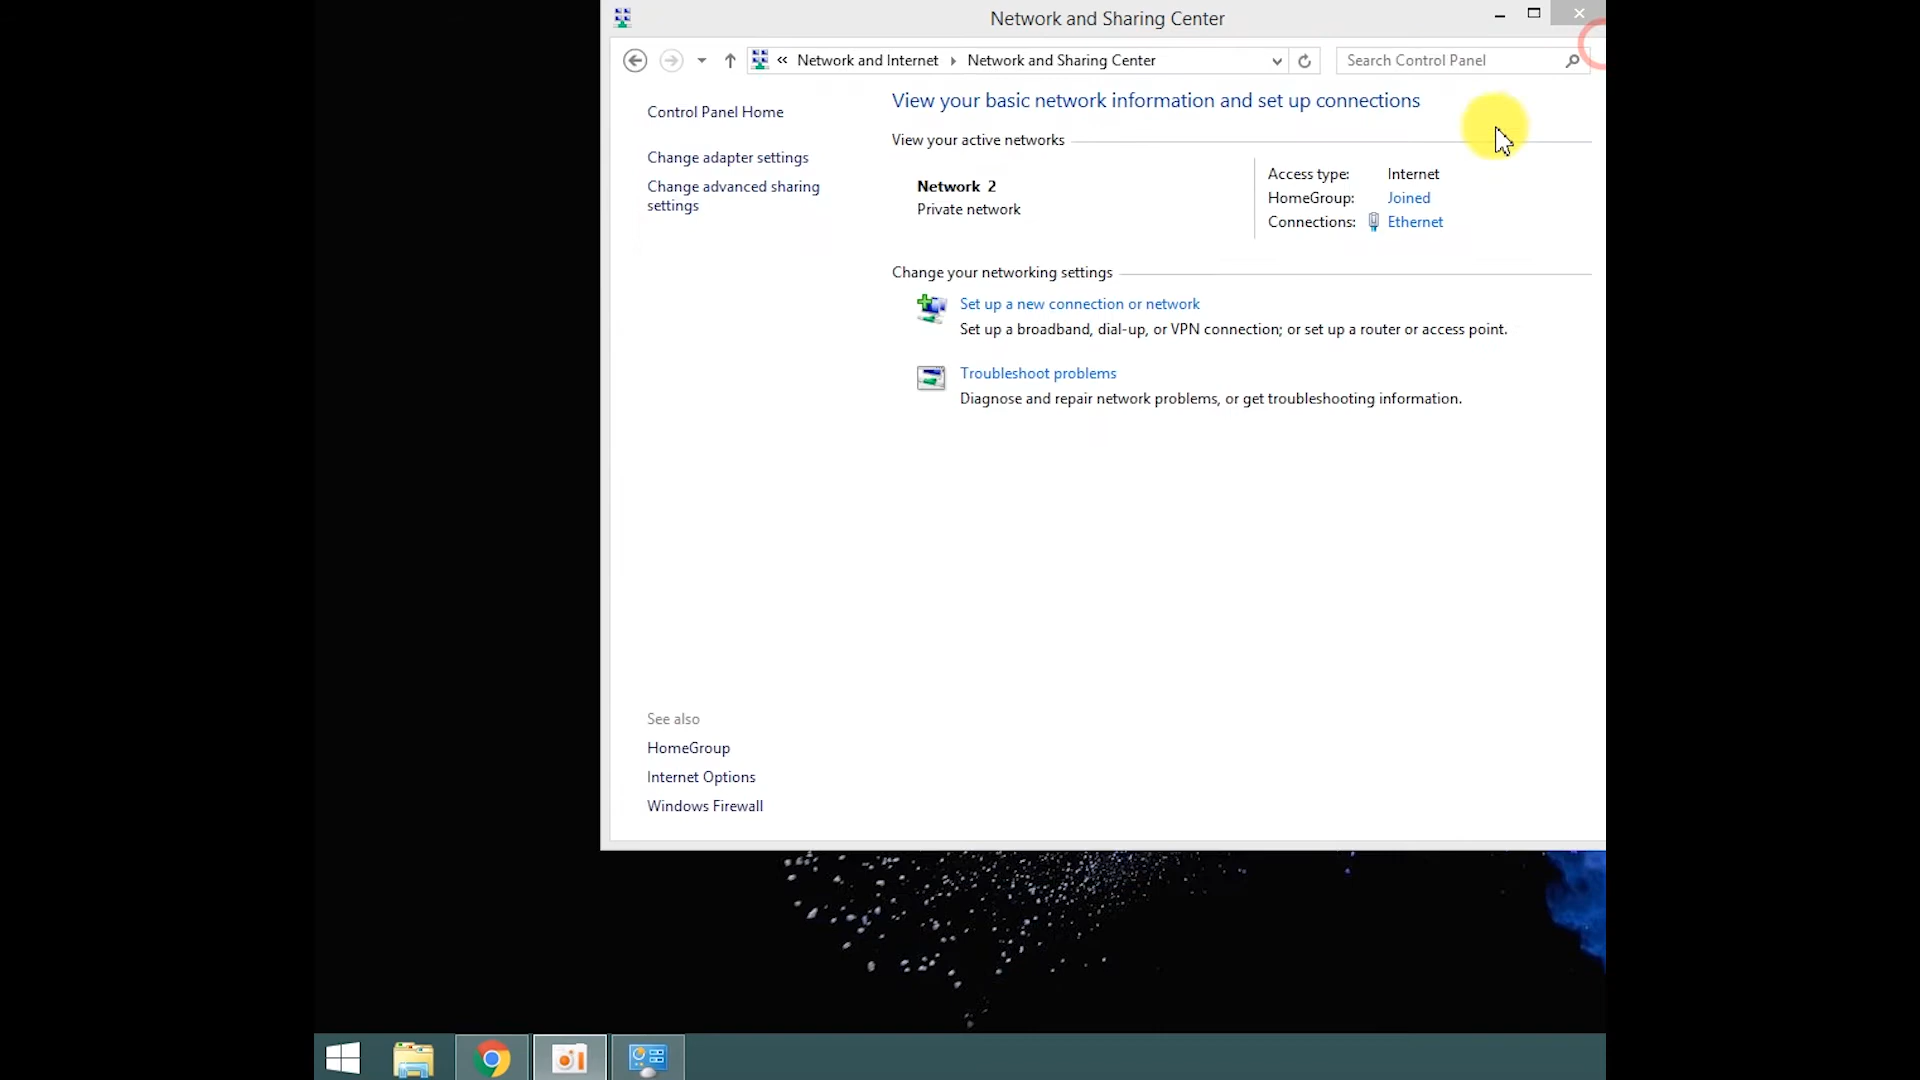 Network and Sharing Center
« Network and Internet Network and Sharing Center
Search Control Panel
Control Panel Home
Change adapter settings
Change advanced sharing
settings
View your basic network information and set up connections
View your active networks
Network 2
Private network
Access type: Internet
HomeGroup: Joined
Connections: Ethernet
Change your networking settings
Set up a new connection or network
Set up a broadband, dial-up, or VPN connection; or set up a router or access point.
Troubleshoot problems
Diagnose and repair network problems, or get troubleshooting information.
See also
HomeGroup
Internet Options
Windows Firewall